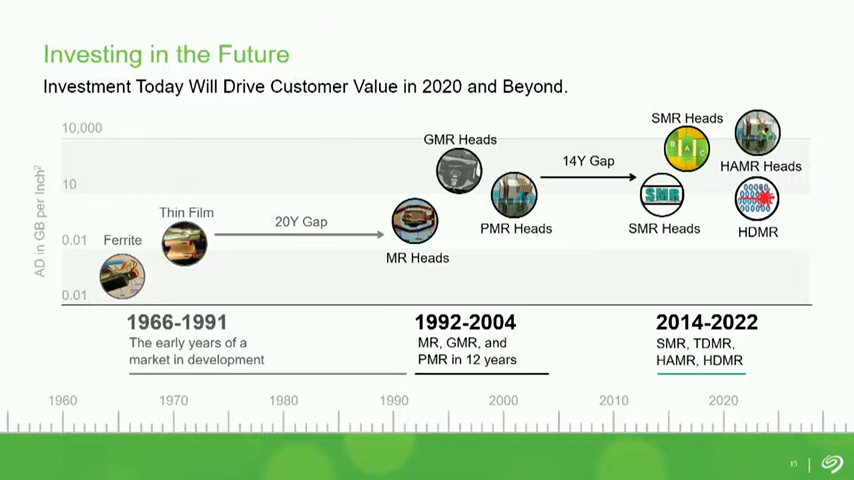 Investing in the Future
Investment Today Will Drive Customer Value in 2020 and Beyond.
10,000
10
0.01
0.01
AD in GB per Inch²
Ferrite
Thin Film
20Y Gap
MR Heads
GMR Heads
PMR Heads
14Y Gap
SMR Heads
B A C
SMR
SMR Heads
HAMR Heads
HDMR
1966-1991
The early years of a
market in development
1992-2004
MR, GMR, and
PMR in 12 years
2014-2022
SMR, TDMR,
HAMR, HDMR
1960 1970 1980 1990 2000 2010 2020